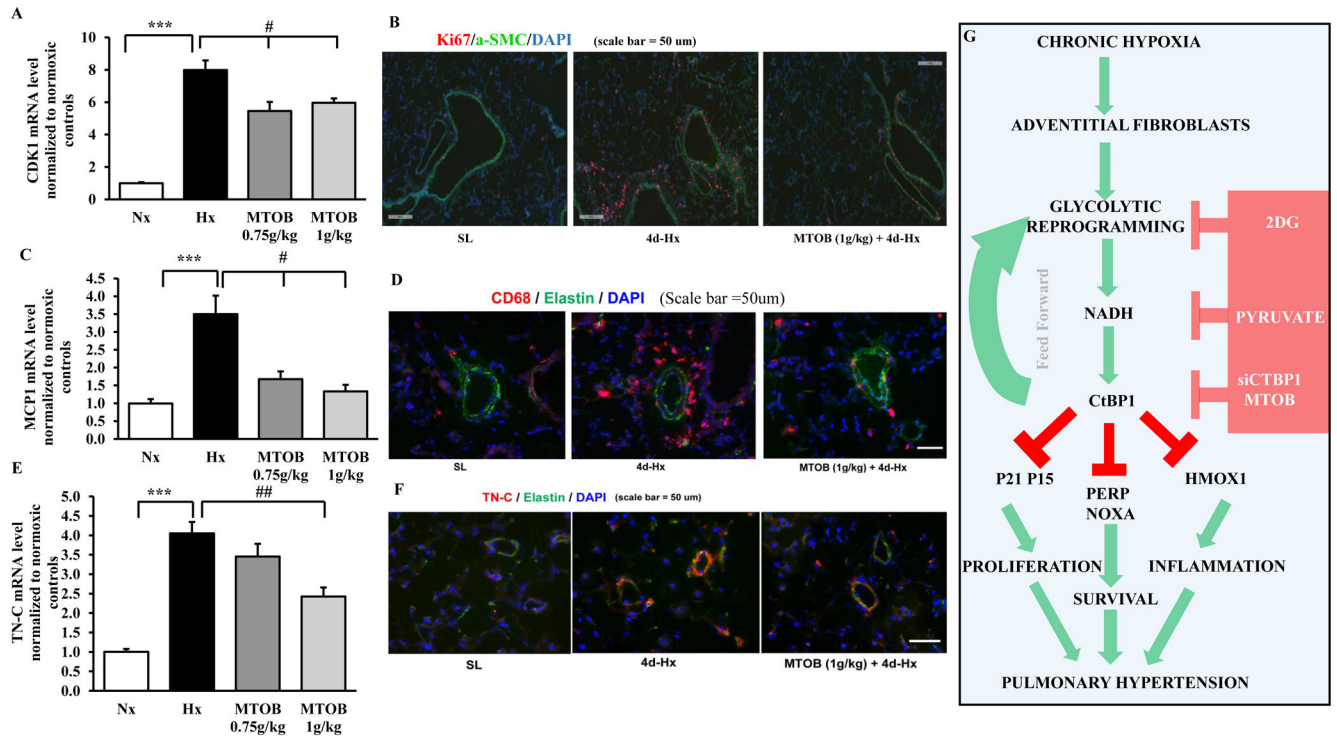 A
***
#
CDK1 mRNA level
normalized to normoxic
controls
10
8
6
4
2
0
Nx
Hx
MTOB
0.75g/kg
MTOB
1g/kg
B
Ki67/a-SMC/DAPI (scale bar = 50 um)
SL
4d-Hx
MTOB (1g/kg) + 4d-Hx
C
***
#
MCP1 mRNA level
normalized to normoxic
controls
4.5
4.0
3.5
3.0
2.5
2.0
1.5
1.0
0.5
0.0
Nx
Hx
MTOB
0.75g/kg
MTOB
1g/kg
D
CD68 / Elastin / DAPI (Scale bar =50um)
SL
4d-Hx
MTOB (1g/kg) + 4d-Hx
E
***
##
TN-C mRNA level
normalized to normoxic
controls
5.0
4.5
4.0
3.5
3.0
2.5
2.0
1.5
1.0
0.5
0.0
Nx
Hx
MTOB
0.75g/kg
MTOB
1g/kg
F
TN-C / Elastin / DAPI (scale bar = 50 um)
SL
4d-Hx
MTOB (1g/kg) + 4d-Hx
G
CHRONIC HYPOXIA
ADVENTITIAL FIBROBLASTS
GLYCOLYTIC
REPROGRAMMING
2DG
Feed Forward
NADH
PYRUVATE
CtBP1
siCTBP1
MTOB
P21 P15
PERP
NOXA
HMOX1
PROLIFERATION
SURVIVAL
INFLAMMATION
PULMONARY HYPERTENSION